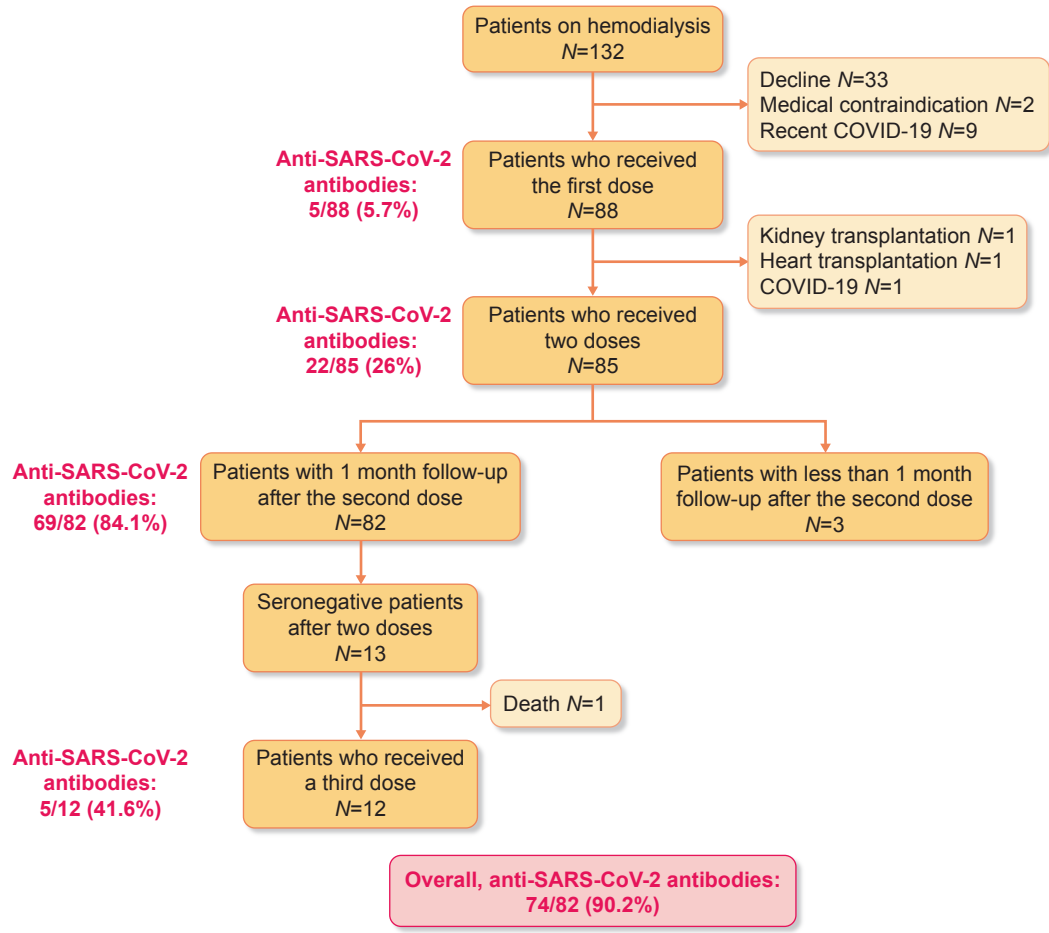 Patients on hemodialysis
N=132
Decline N=33
Medical contraindication N=2
Recent COVID-19 N=9
Anti-SARS-CoV-2
antibodies:
5/88 (5.7%)
Patients who received
the first dose
N=88
Kidney transplantation N=1
Heart transplantation N=1
COVID-19 N=1
Anti-SARS-CoV-2
antibodies:
22/85 (26%)
Patients who received
two doses
N=85
Anti-SARS-CoV-2
antibodies:
69/82 (84.1%)
Patients with 1 month follow-up
after the second dose
N=82
Patients with less than 1 month
follow-up after the second dose
N=3
Seronegative patients
after two doses
N=13
Death N=1
Anti-SARS-CoV-2
antibodies:
5/12 (41.6%)
Patients who received
a third dose
N=12
Overall, anti-SARS-CoV-2 antibodies:
74/82 (90.2%)